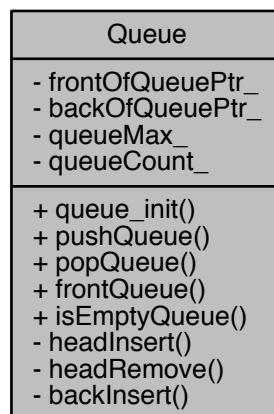 Queue
- frontOfQueuePtr_
- backOfQueuePtr_
- queueMax_
- queueCount_
+ queue_init()
+ pushQueue()
+ popQueue()
+ frontQueue()
+ isEmptyQueue()
- headInsert()
- headRemove()
- backInsert()